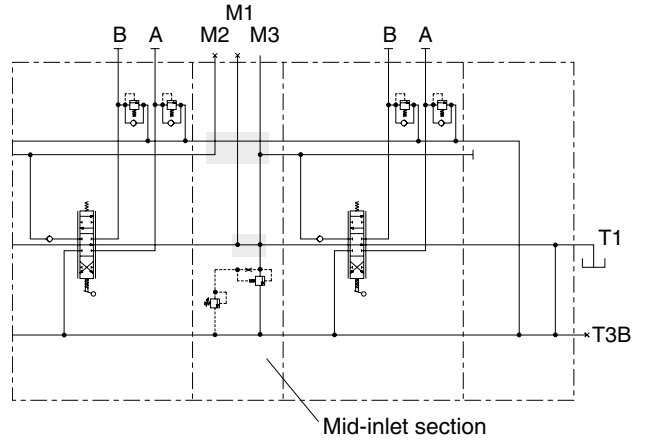 M1
B A M2 M3 B A
T1
T3B
Mid-inlet section